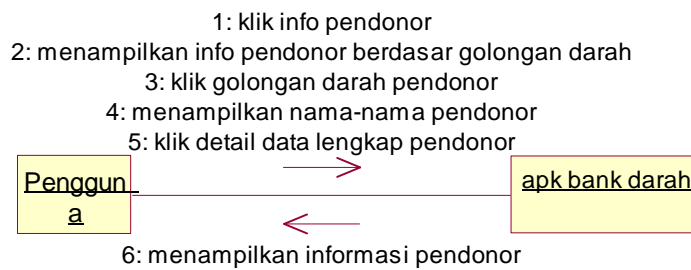 1: klik info pendonor
2: menampilkan info pendonor berdasar golongan darah
3: klik golongan darah pendonor
4: menampilkan nama-nama pendonor
5: klik detail data lengkap pendonor
Penggun
a
apk bank darah
6: menampilkan informasi pendonor